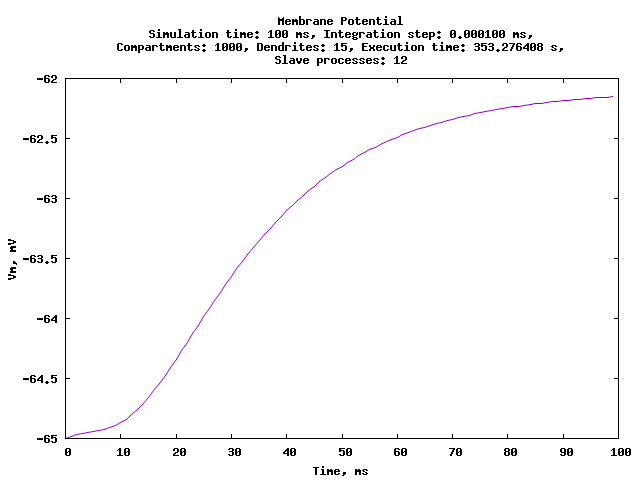 Membrane Potential
Simulation time: 100 ms, Integration step: 0.000100 ms,
Compartments: 1000, Dendrites: 15, Execution time: 353.276408 s,
Slave processes: 12
-62
-62.5
-63
-63.5
-64
-64.5
-65
Vm, mV
0 10 20 30 40 50 60 70 80 90 100
Time, ms